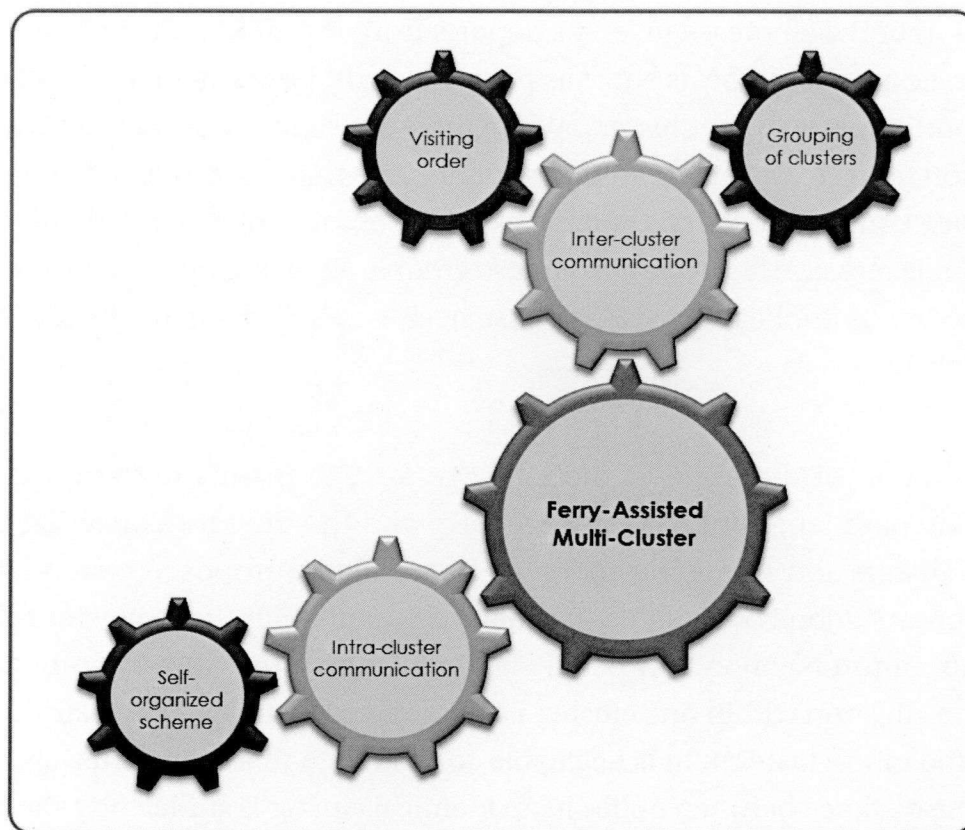 Visiting
order
Grouping
of clusters
Inter-cluster
communication
Ferry-Assisted
Multi-Cluster
Intra-cluster
communication
Self-
organized
scheme